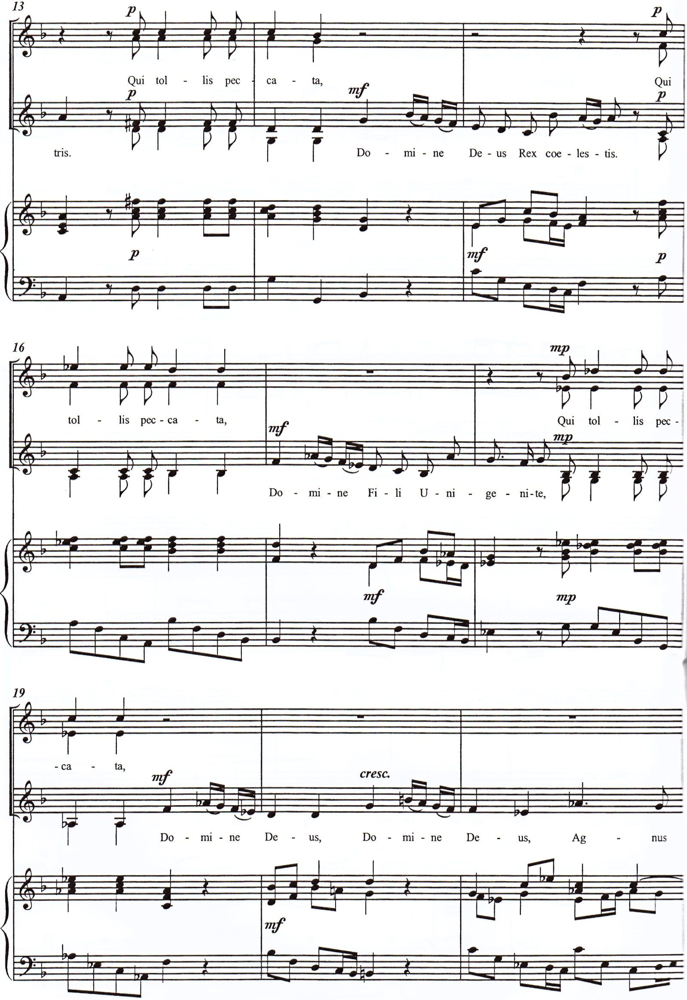 13
p p
Qui tol - lis pec - ca - ta, Qui
p mf p
tris. Do - mi - ne De - us Rex coe - les - tis.
p mf p
16
mp
tol - lis pec - ca - ta, Qui tol - lis pec -
mf mp
Do - mi - ne Fi - li U - ni - ge - ni - te,
mf mp
19
- ca - ta,
mf cresc.
Do - mi - ne De - us, Do - mi - ne De - us, Ag - nus
mf